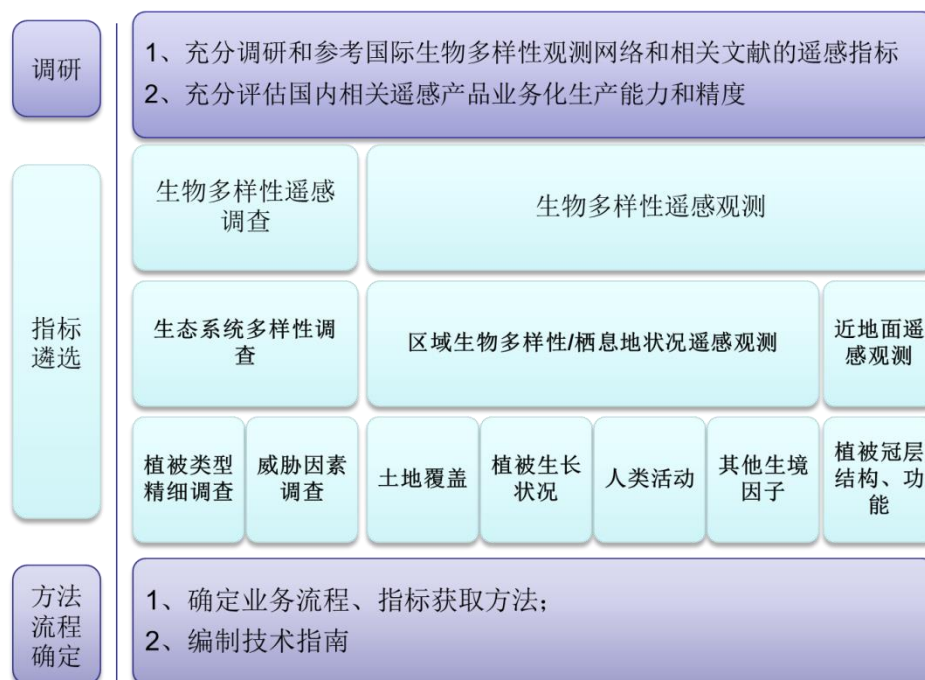 调研
1、充分调研和参考国际生物多样性观测网络和相关文献的遥感指标
2、充分评估国内相关遥感产品业务化生产能力和精度
指标
遴选
生物多样性遥感
调查
生物多样性遥感观测
生态系统多样性调
查
区域生物多样性/栖息地状况遥感观测
近地面遥
感观测
植被类型
精细调查
威胁因素
调查
土地覆盖
植被生长
状况
人类活动
其他生境
因子
植被冠层
结构、功
能
方法
流程
确定
1、确定业务流程、指标获取方法；
2、编制技术指南